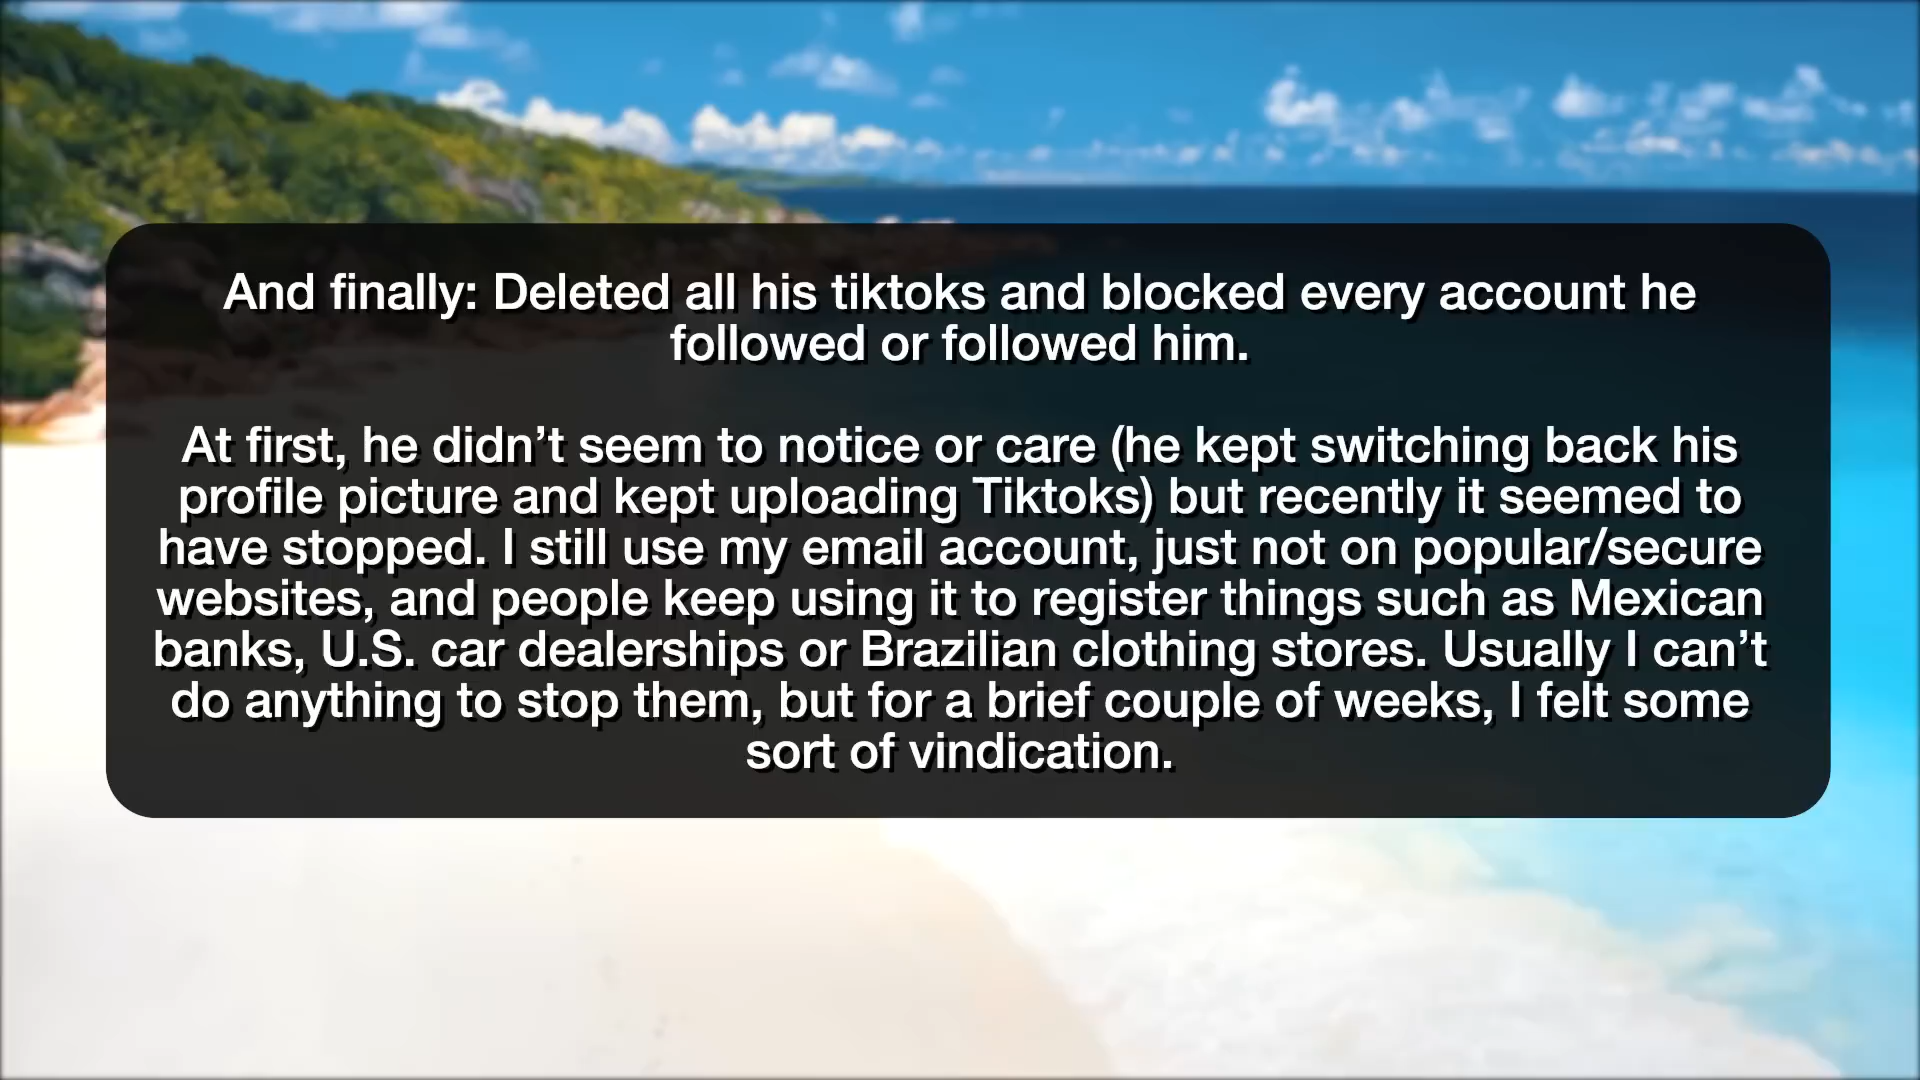 And finally: Deleted all his tiktoks and blocked every account he
followed or followed him.
At first, he didn’t seem to notice or care (he kept switching back his
profile picture and kept uploading Tiktoks) but recently it seemed to
have stopped. I still use my email account, just not on popular/secure
websites, and people keep using it to register things such as Mexican
banks, U.S. car dealerships or Brazilian clothing stores. Usually I can’t
do anything to stop them, but for a brief couple of weeks, I felt some
sort of vindication.